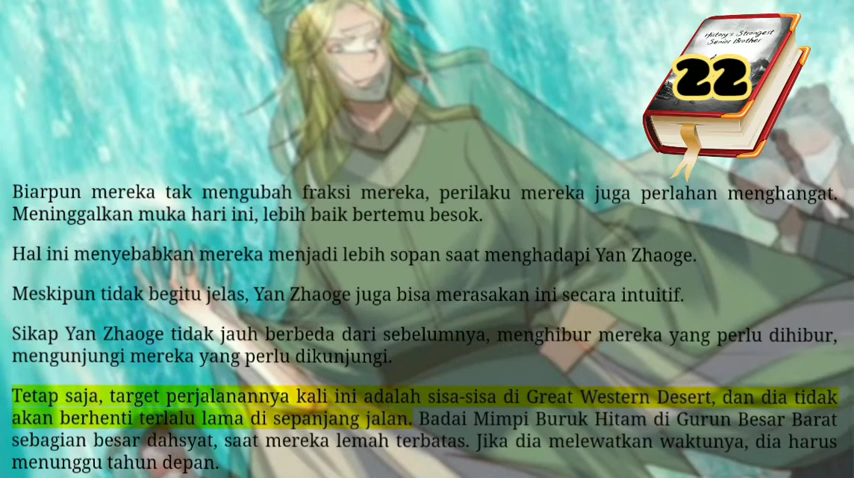 History's Strongest
Senior Brother
22
Biarpun mereka tak mengubah fraksi mereka, perilaku mereka juga perlahan menghangat.
Meninggalkan muka hari ini, lebih baik bertemu besok.
Hal ini menyebabkan mereka menjadi lebih sopan saat menghadapi Yan Zhaoge.
Meskipun tidak begitu jelas, Yan Zhaoge juga bisa merasakan ini secara intuitif.
Sikap Yan Zhaoge tidak jauh berbeda dari sebelumnya, menghibur mereka yang perlu dihibur,
mengunjungi mereka yang perlu dikunjungi.
Tetap saja, target perjalanannya kali ini adalah sisa-sisa di Great Western Desert, dan dia tidak
akan berhenti terlalu lama di sepanjang jalan. Badai Mimpi Buruk Hitam di Gurun Besar Barat
sebagian besar dahsyat, saat mereka lemah terbatas. Jika dia melewatkan waktunya, dia harus
menunggu tahun depan.